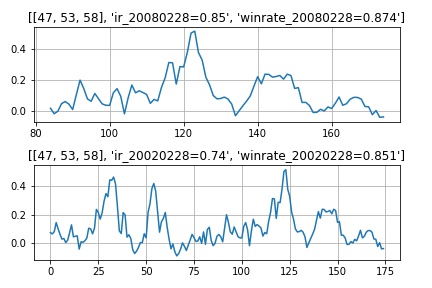 [[47, 53, 58], 'ir_20080228=0.85', 'winrate_20080228=0.874']
0.4
0.2
0.0
80 100 120 140 160
[[47, 53, 58], 'ir_20020228=0.74', 'winrate_20020228=0.851']
0.4
0.2
0.0
0 25 50 75 100 125 150 175